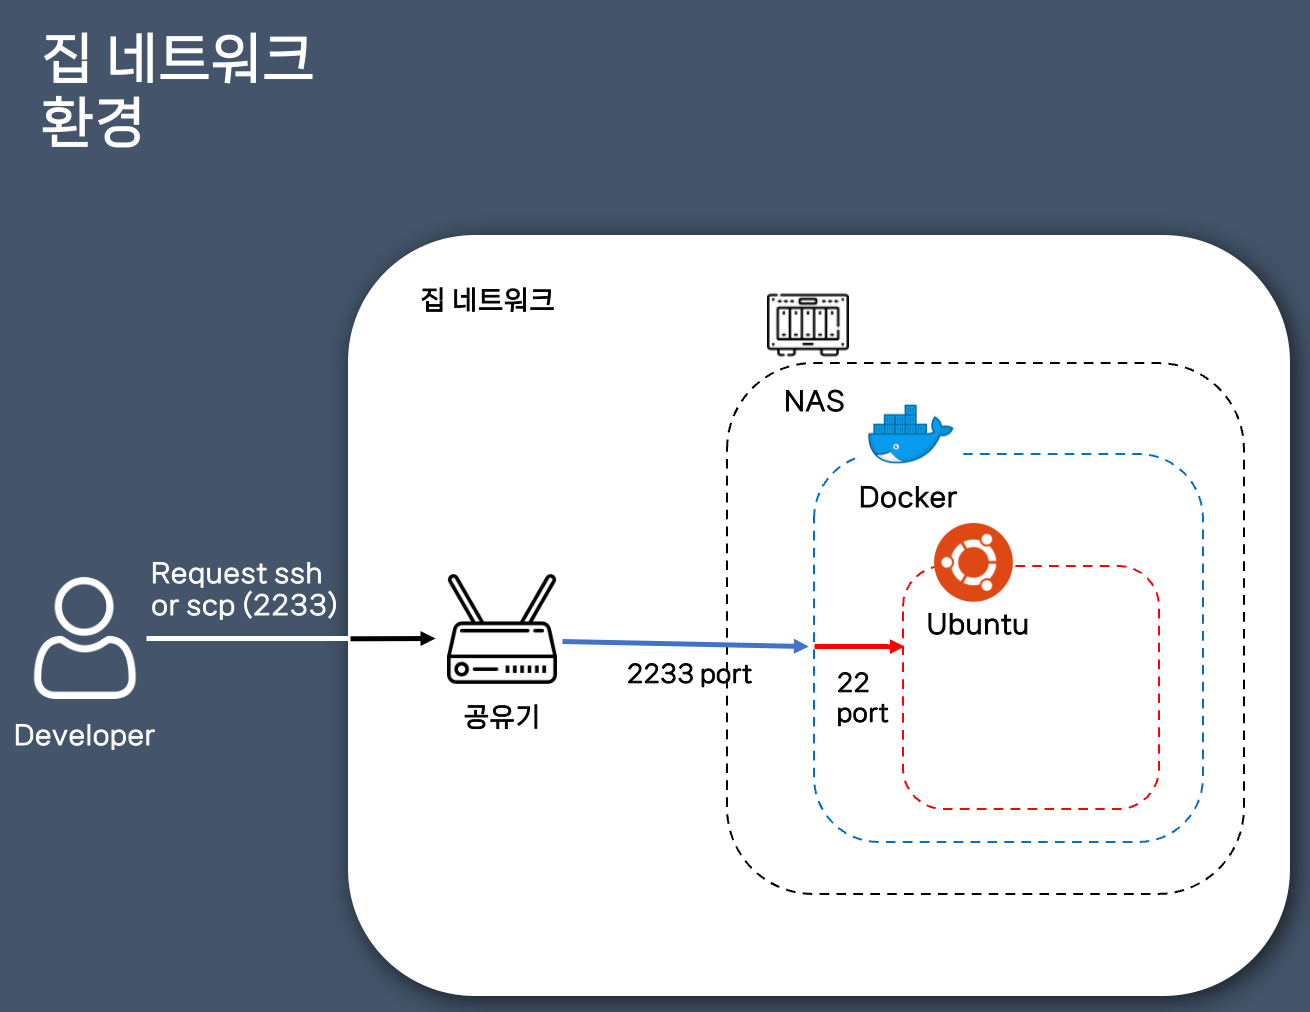 집 네트워크
환경
집 네트워크
NAS
Docker
Ubuntu
Request ssh
or scp (2233)
2233 port
22
port
공유기
Developer